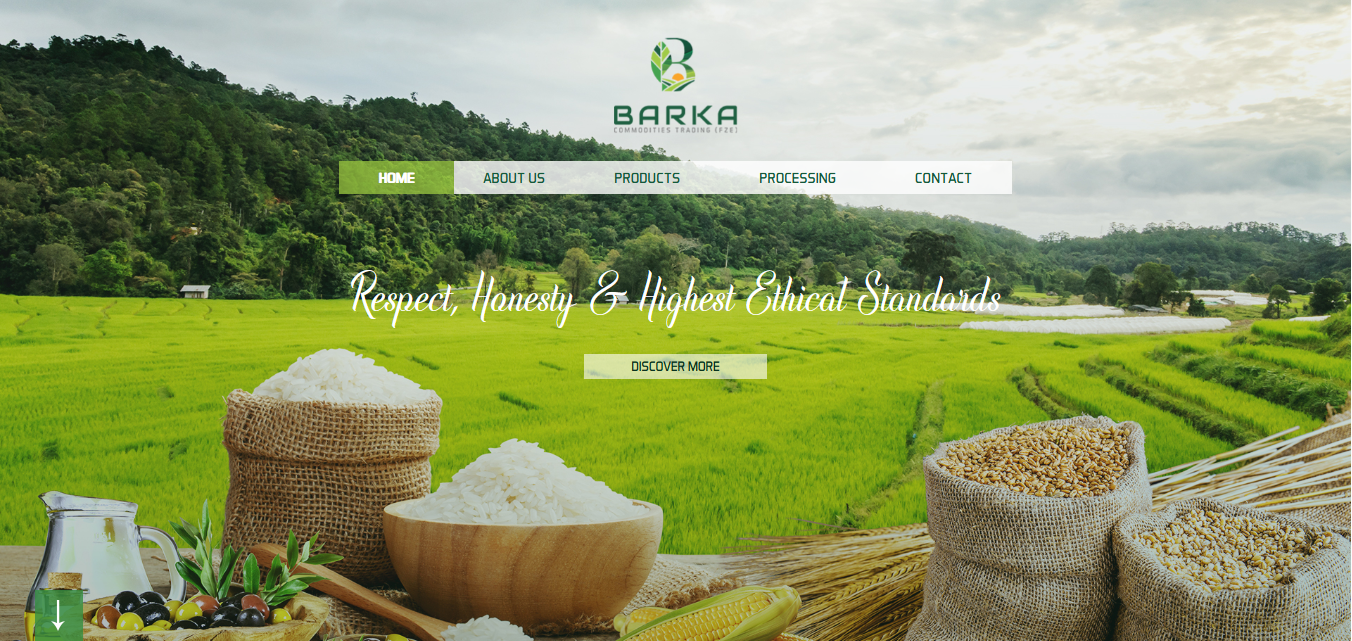 BARKA
COMMODITIES TRADING (FZE)
HOME ABOUT US PRODUCTS PROCESSING CONTACT
Respect, Honesty & Highest Ethical Standards
DISCOVER MORE